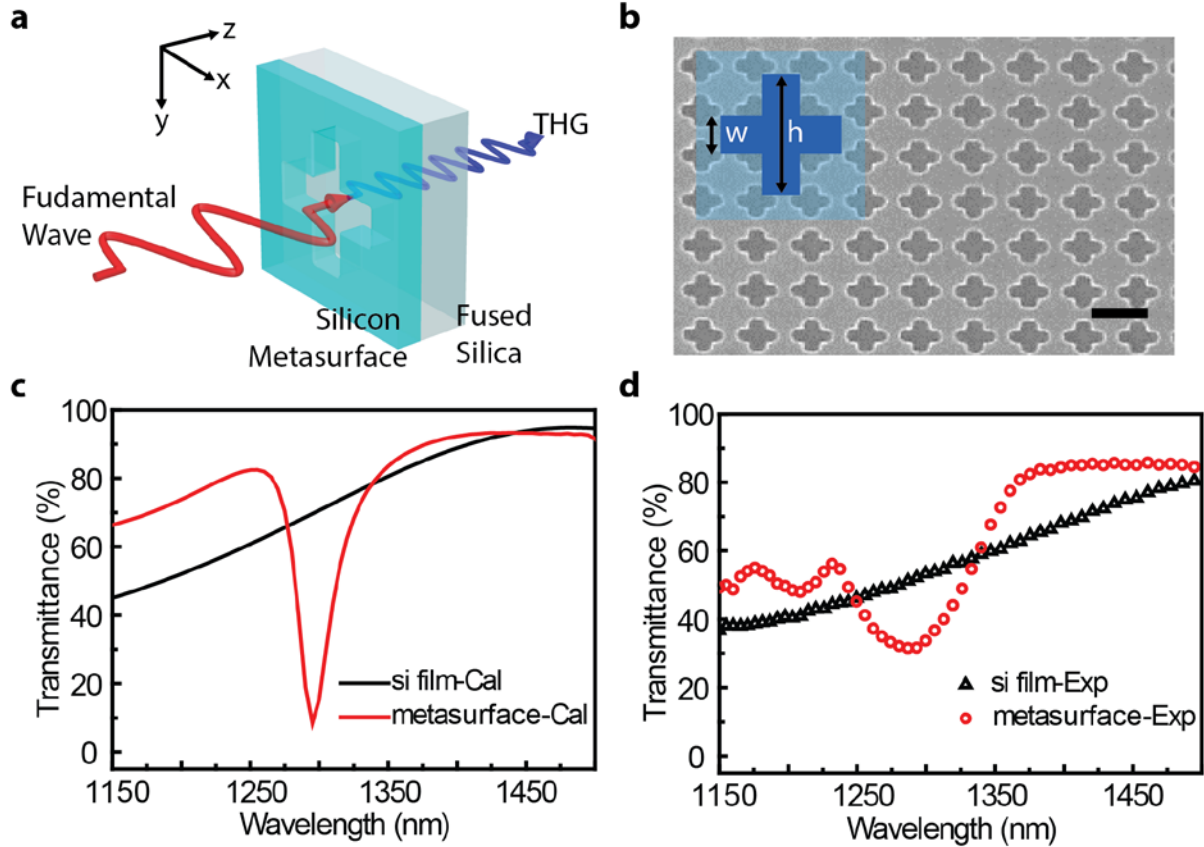 a
z
x
y
THG
Fudamental
Wave
Silicon
Metasurface
Fused
Silica
b
w
h
c
Transmittance (%)
100
80
60
40
20
0
si film-Cal
metasurface-Cal
1150
1250
1350
1450
Wavelength (nm)
d
Transmittance (%)
100
80
60
40
20
0
si film-Exp
metasurface-Exp
1150
1250
1350
1450
Wavelength (nm)